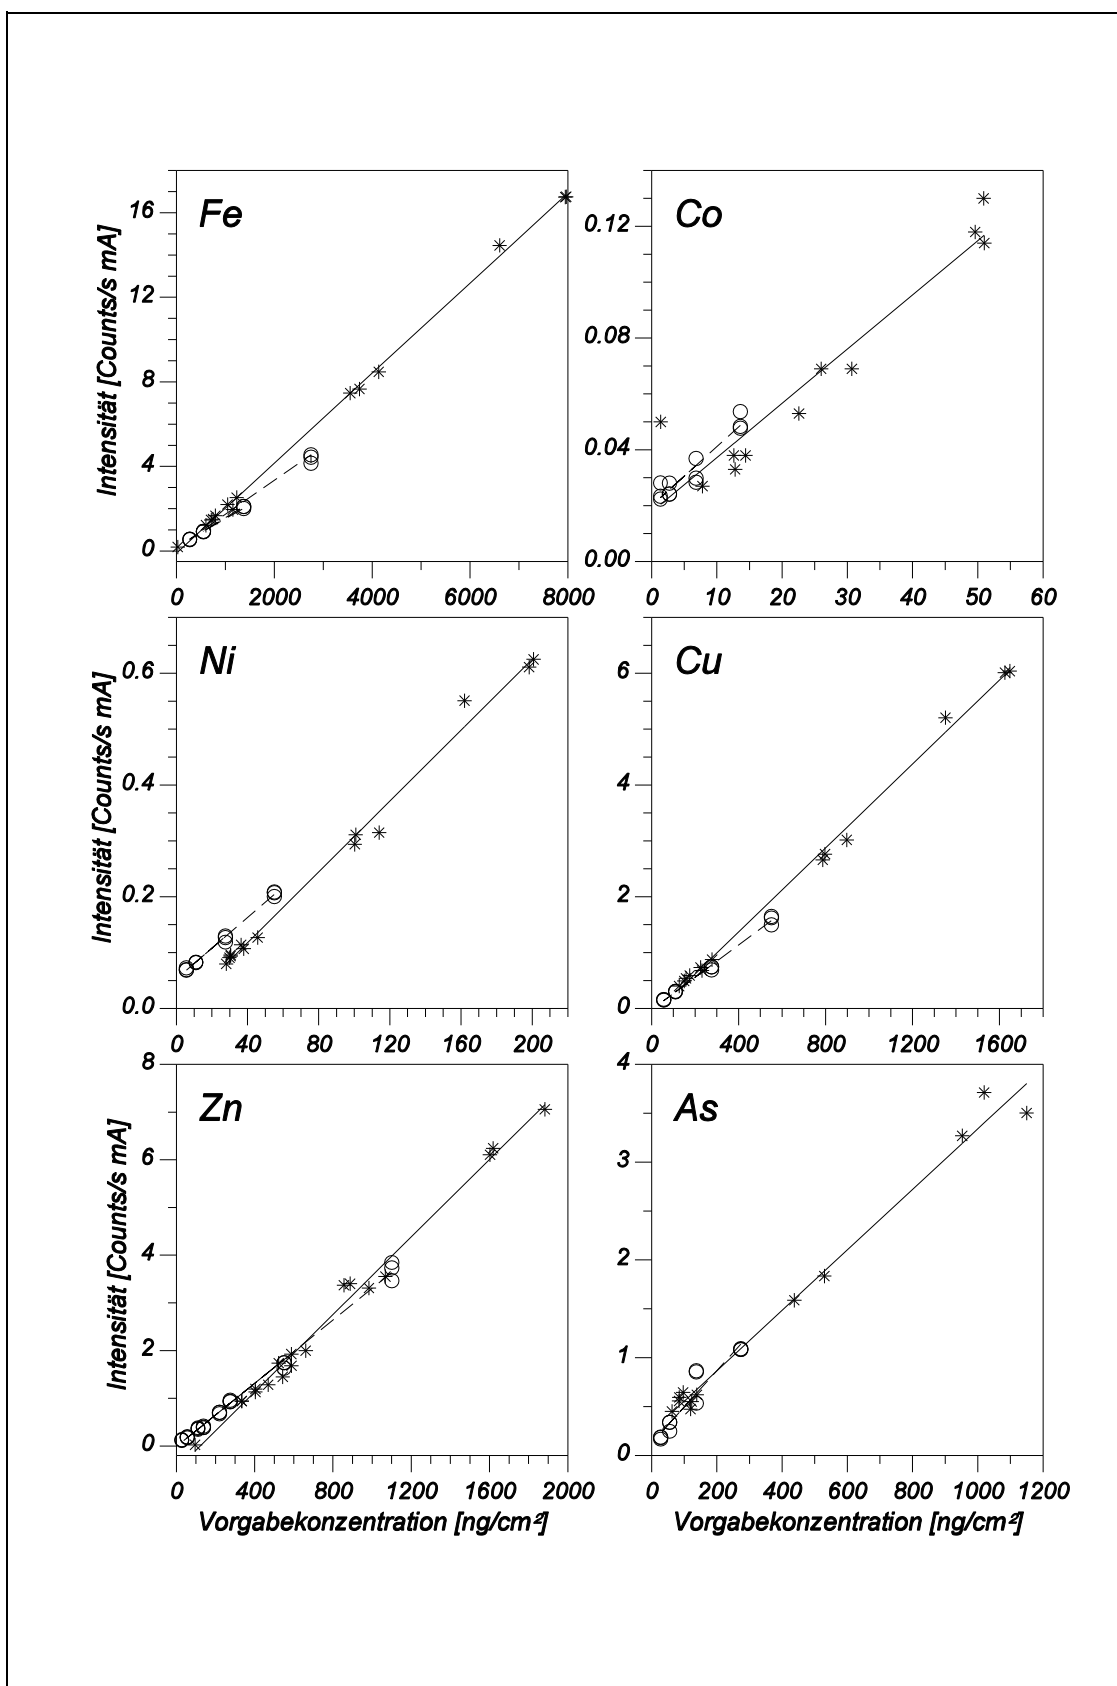 Fe
16
12
8
4
0
0 2000 4000 6000 8000
Intensität [Counts/s mA]
Co
0.12
0.08
0.04
0.00
0 10 20 30 40 50 60
Ni
0.6
0.4
0.2
0.0
0 40 80 120 160 200
Intensität [Counts/s mA]
Cu
6
4
2
0
0 400 800 1200 1600
Zn
8
6
4
2
0
0 400 800 1200 1600 2000
Intensität [Counts/s mA]
Vorgabekonzentration [ng/cm²]
As
4
3
2
1
0
0 200 400 600 800 1000 1200
Vorgabekonzentration [ng/cm²]